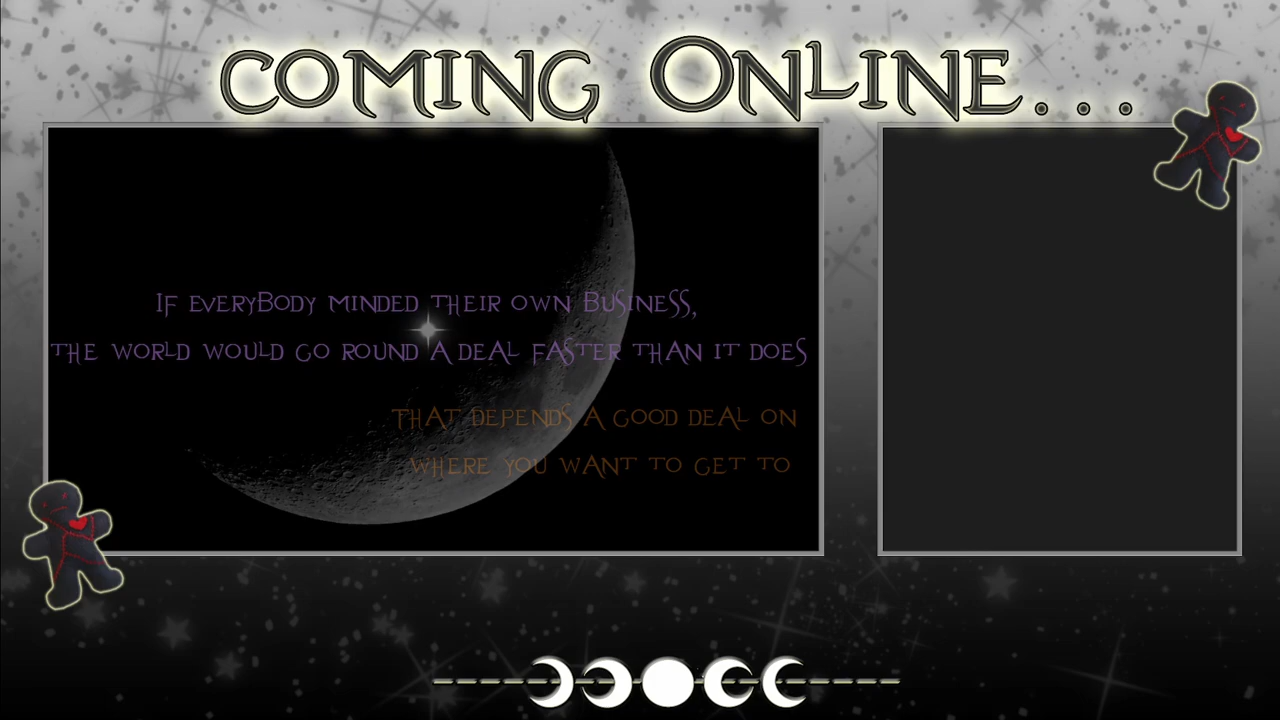 Coming Online...
If everybody minded their own business,
the world would go round a deal faster than it does
That depends a good deal on
where you want to get to